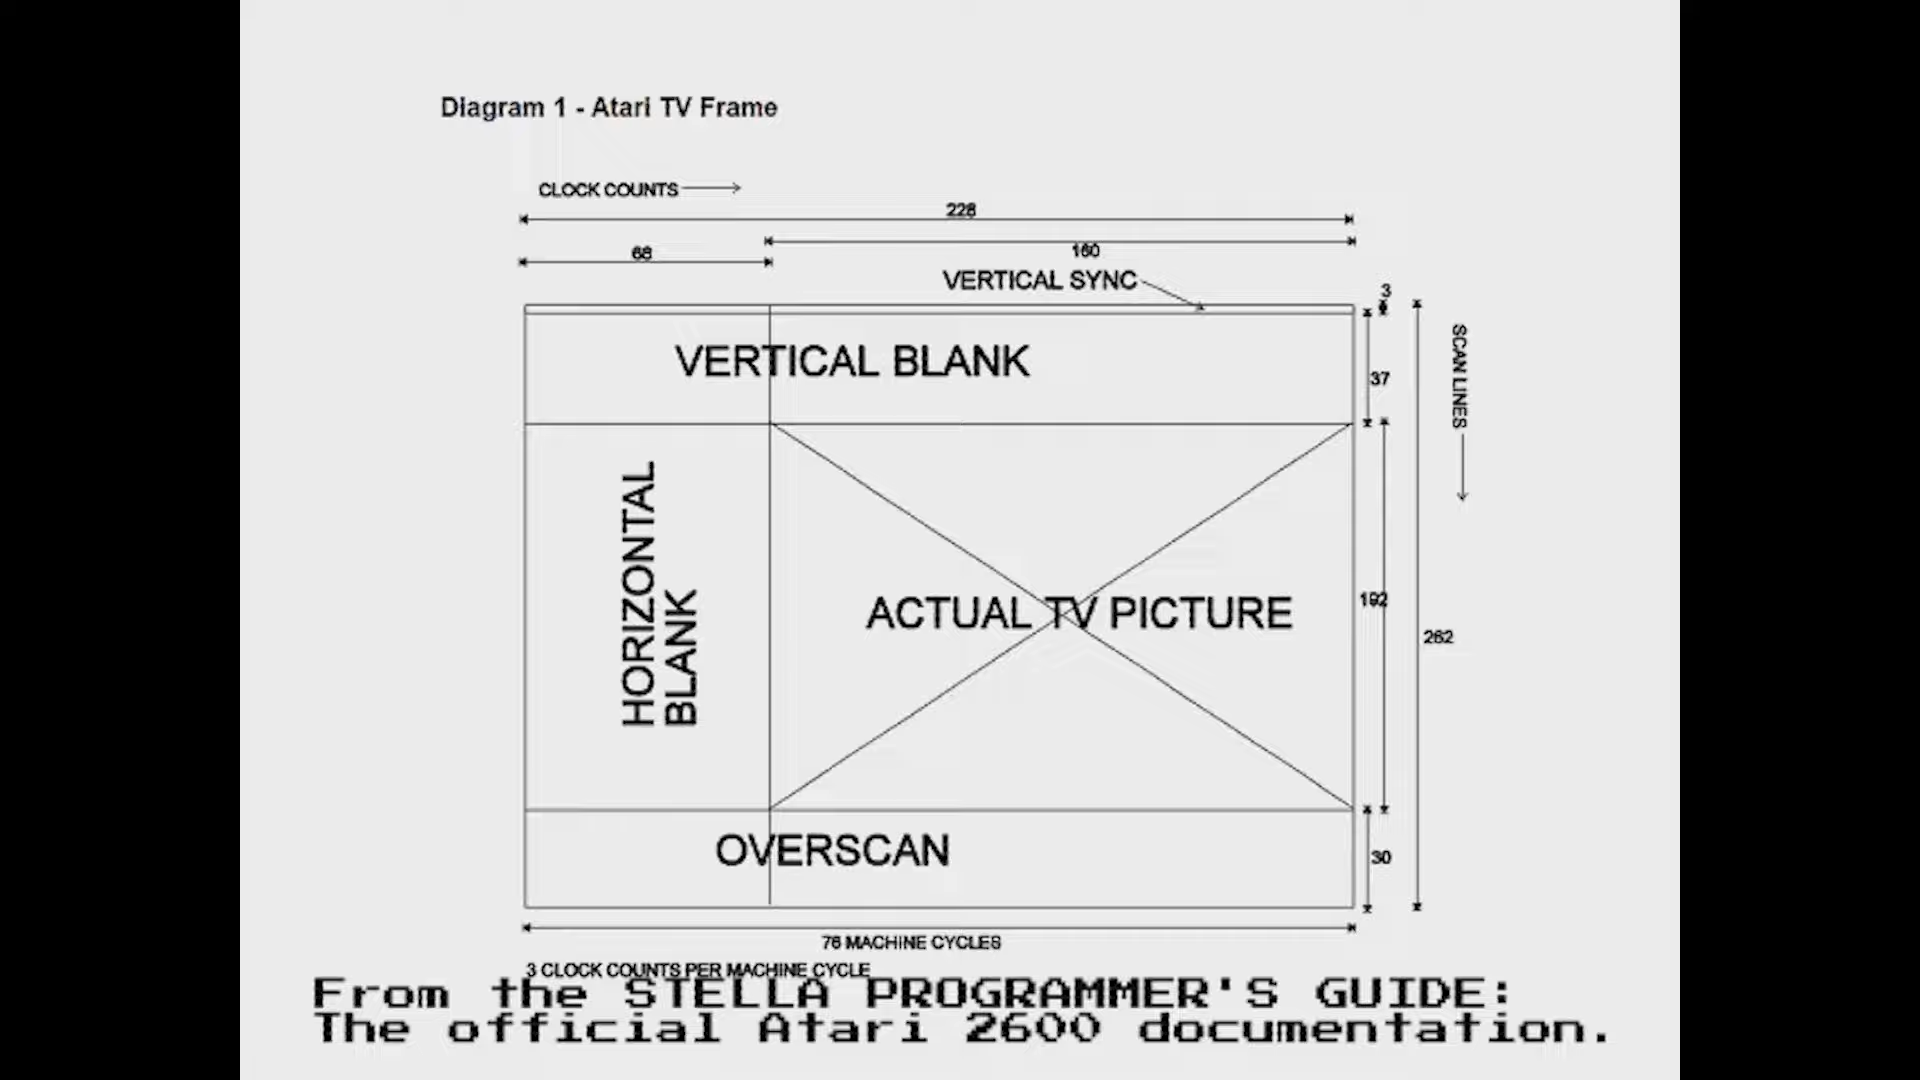 Diagram 1 - Atari TV Frame
CLOCK COUNTS
228
160
68
VERTICAL SYNC
3
VERTICAL BLANK
37
SCAN LINES
HORIZONTAL
BLANK
ACTUAL TV PICTURE
192
262
OVERSCAN
30
76 MACHINE CYCLES
3 CLOCK COUNTS PER MACHINE CYCLE
From the STELLA PROGRAMMER'S GUIDE:
The official Atari 2600 documentation.